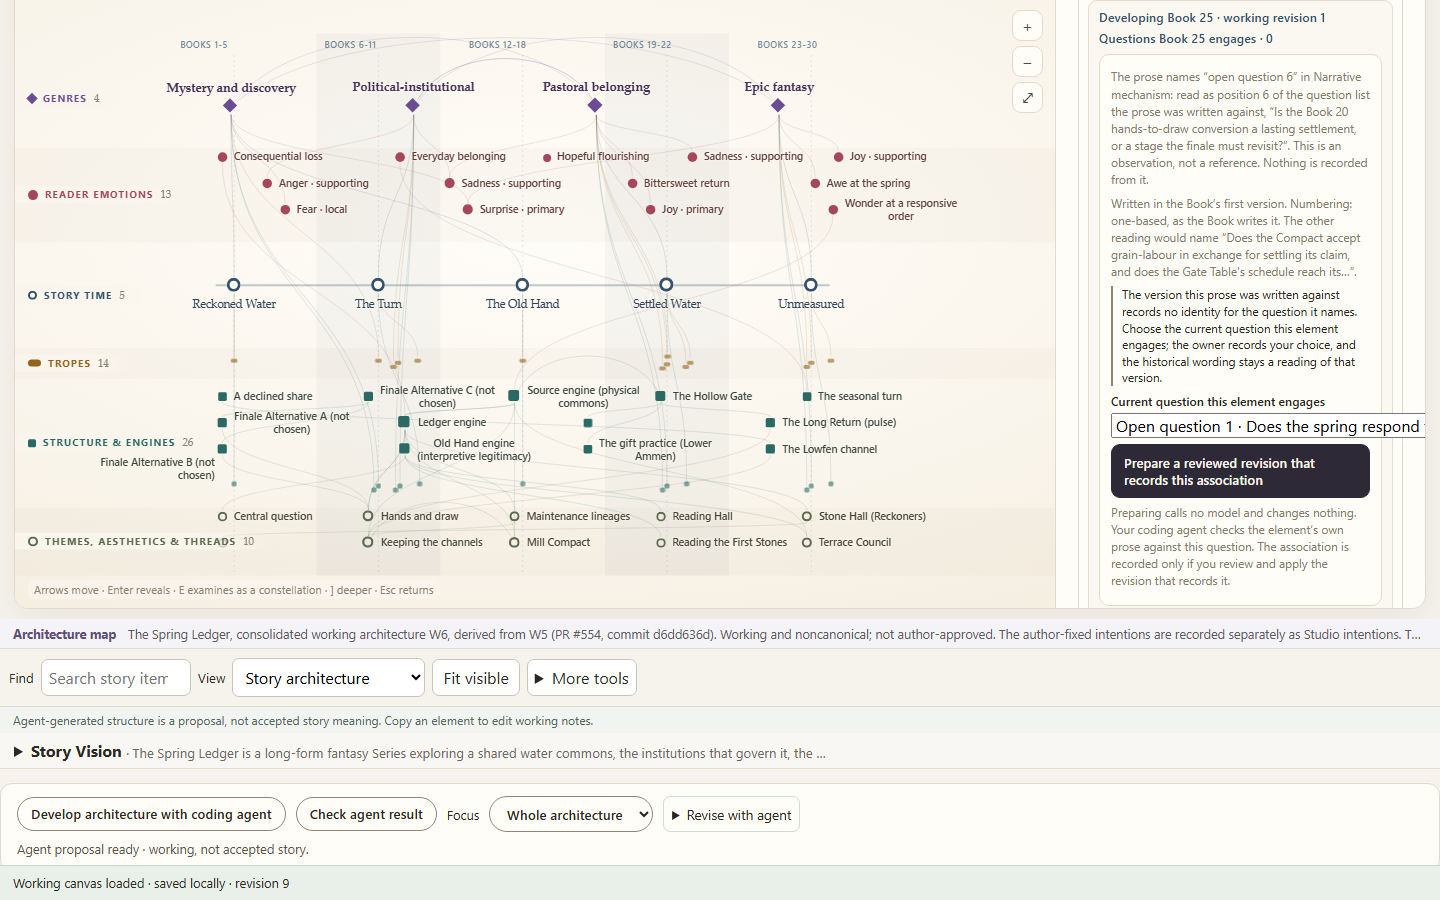 BOOKS 1-5
BOOKS 6-11
BOOKS 12-18
BOOKS 19-22
BOOKS 23-30
+
−
GENRES 4
Mystery and discovery
Political-institutional
Pastoral belonging
Epic fantasy
READER EMOTIONS 13
Consequential loss
Everyday belonging
Hopeful flourishing
Sadness · supporting
Joy · supporting
Anger · supporting
Sadness · supporting
Bittersweet return
Awe at the spring
Fear · local
Surprise · primary
Joy · primary
Wonder at a responsive
order
STORY TIME 5
Reckoned Water
The Turn
The Old Hand
Settled Water
Unmeasured
TROPES 14
STRUCTURE & ENGINES 26
A declined share
Finale Alternative C (not
chosen)
Source engine (physical
commons)
The Hollow Gate
The seasonal turn
Finale Alternative A (not
chosen)
Ledger engine
The Long Return (pulse)
Finale Alternative B (not
chosen)
Old Hand engine
(interpretive legitimacy)
The gift practice (Lower
Ammen)
The Lowfen channel
THEMES, AESTHETICS & THREADS 10
Central question
Hands and draw
Maintenance lineages
Reading Hall
Stone Hall (Reckoners)
Keeping the channels
Mill Compact
Reading the First Stones
Terrace Council
Arrows move · Enter reveals · E examines as a constellation · ] deeper · Esc returns
Developing Book 25 · working revision 1
Questions Book 25 engages · 0
The prose names “open question 6” in Narrative
mechanism: read as position 6 of the question list
the prose was written against, “Is the Book 20
hands-to-draw conversion a lasting settlement,
or a stage the finale must revisit?”. This is an
observation, not a reference. Nothing is recorded
from it.
Written in the Book’s first version. Numbering:
one-based, as the Book writes it. The other
reading would name “Does the Compact accept
grain-labour in exchange for settling its claim,
and does the Gate Table's schedule reach its…”.
The version this prose was written against
records no identity for the question it names.
Choose the current question this element
engages; the owner records your choice, and
the historical wording stays a reading of that
version.
Current question this element engages
Open question 1 · Does the spring respond
Prepare a reviewed revision that
records this association
Preparing calls no model and changes nothing.
Your coding agent checks the element’s own
prose against this question. The association is
recorded only if you review and apply the
revision that records it.
Architecture map The Spring Ledger, consolidated working architecture W6, derived from W5 (PR #554, commit d6dd636d). Working and noncanonical; not author-approved. The author-fixed intentions are recorded separately as Studio intentions. T...
Find Search story item View Story architecture Fit visible More tools
Agent-generated structure is a proposal, not accepted story meaning. Copy an element to edit working notes.
Story Vision · The Spring Ledger is a long-form fantasy Series exploring a shared water commons, the institutions that govern it, the ...
Develop architecture with coding agent Check agent result Focus Whole architecture Revise with agent
Agent proposal ready · working, not accepted story.
Working canvas loaded · saved locally · revision 9